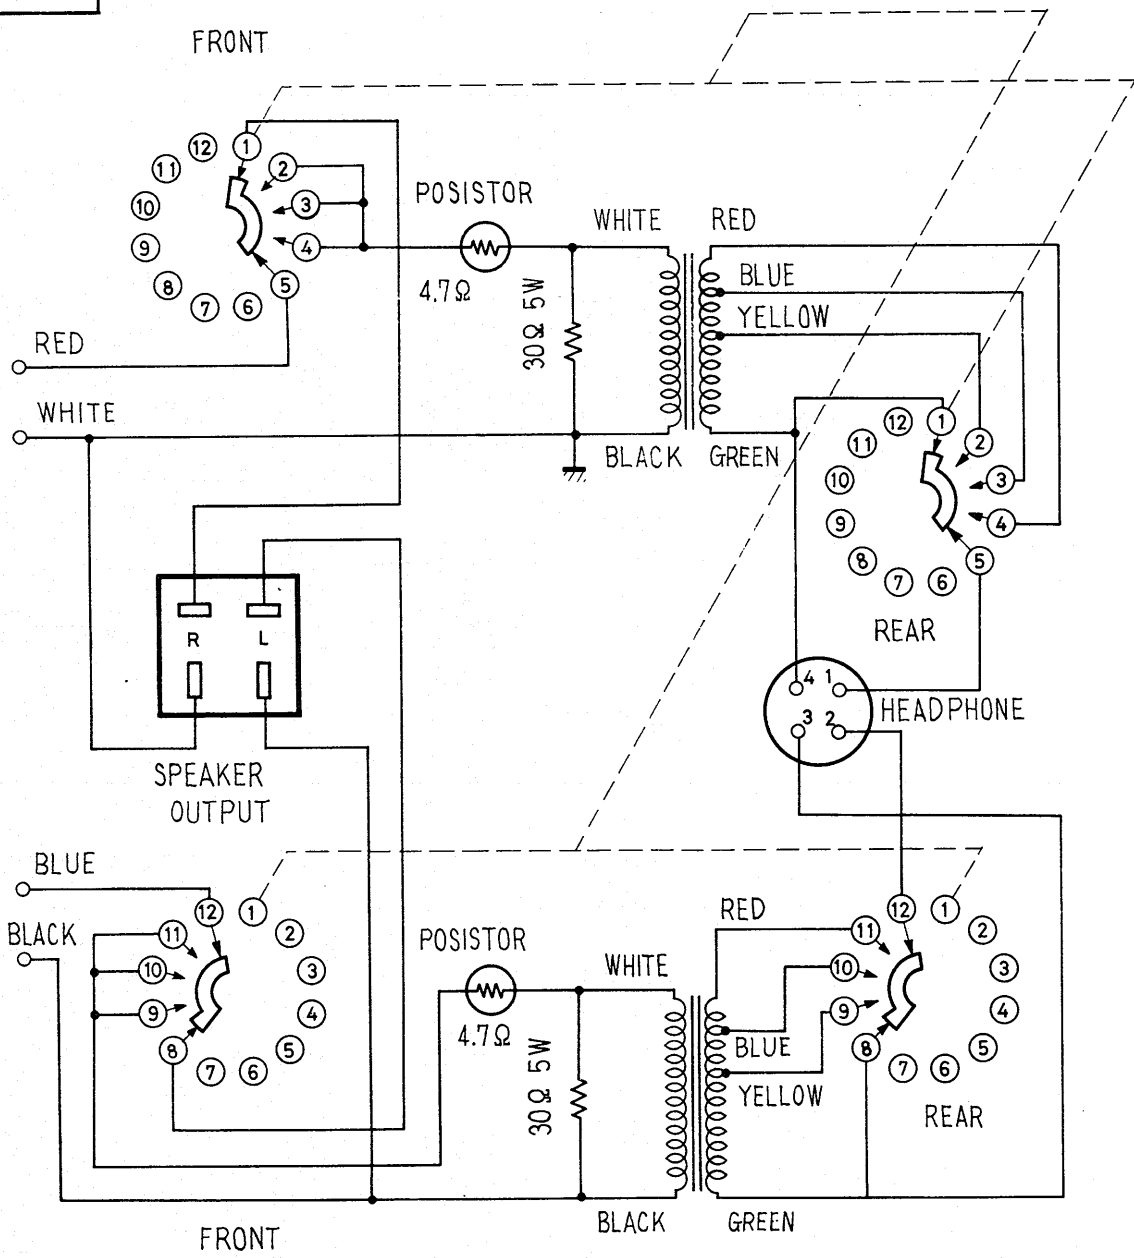 FRONT
12 1
11 2
10 3
9 4
8 5
7 6
POSISTOR
4.7Ω
30Ω 5W
WHITE RED
BLUE
YELLOW
BLACK GREEN
RED
WHITE
12 1
11 2
10 3
9 4
8 5
7 6
REAR
R L
SPEAKER
OUTPUT
4 1
3 2
HEADPHONE
BLUE
BLACK
12 1
11 2
10 3
9 4
8 5
7 6
FRONT
POSISTOR
4.7Ω
30Ω 5W
WHITE
RED
BLUE
YELLOW
BLACK GREEN
12 1
11 2
10 3
9 4
8 5
7 6
REAR